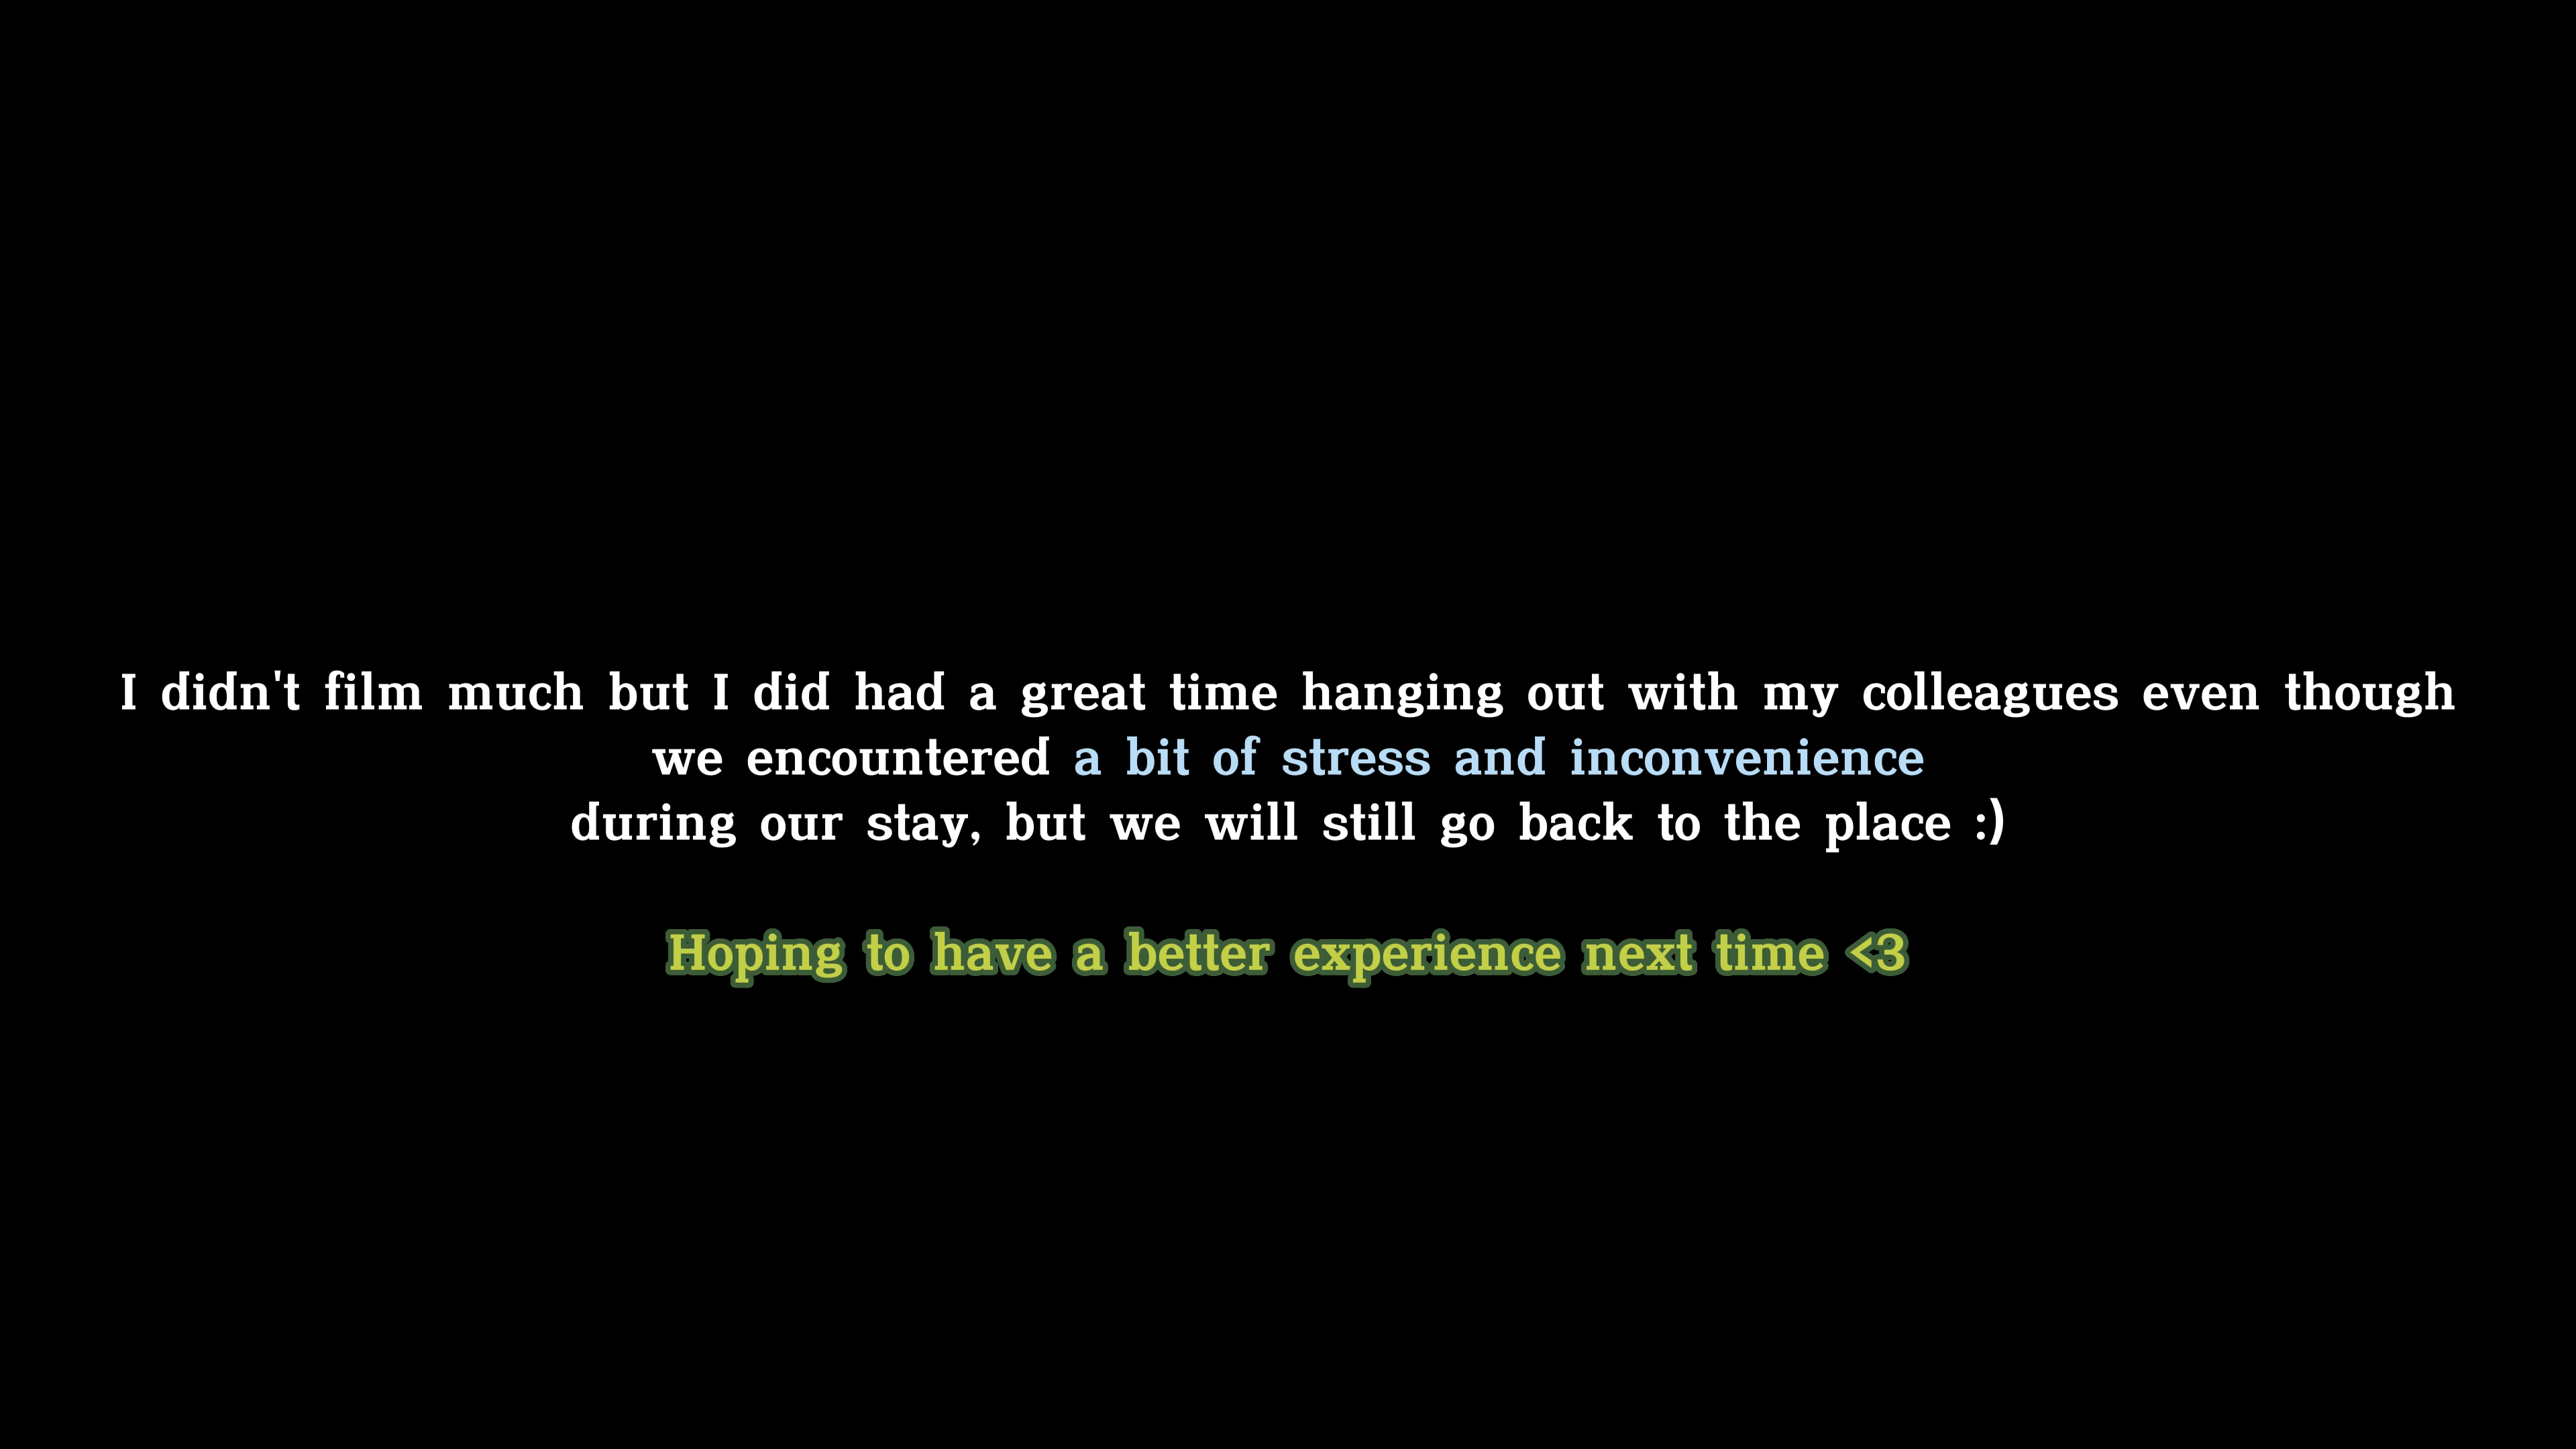 I didn't film much but I did had a great time hanging out with my colleagues even though
we encountered a bit of stress and inconvenience
during our stay, but we will still go back to the place :)
Hoping to have a better experience next time <3